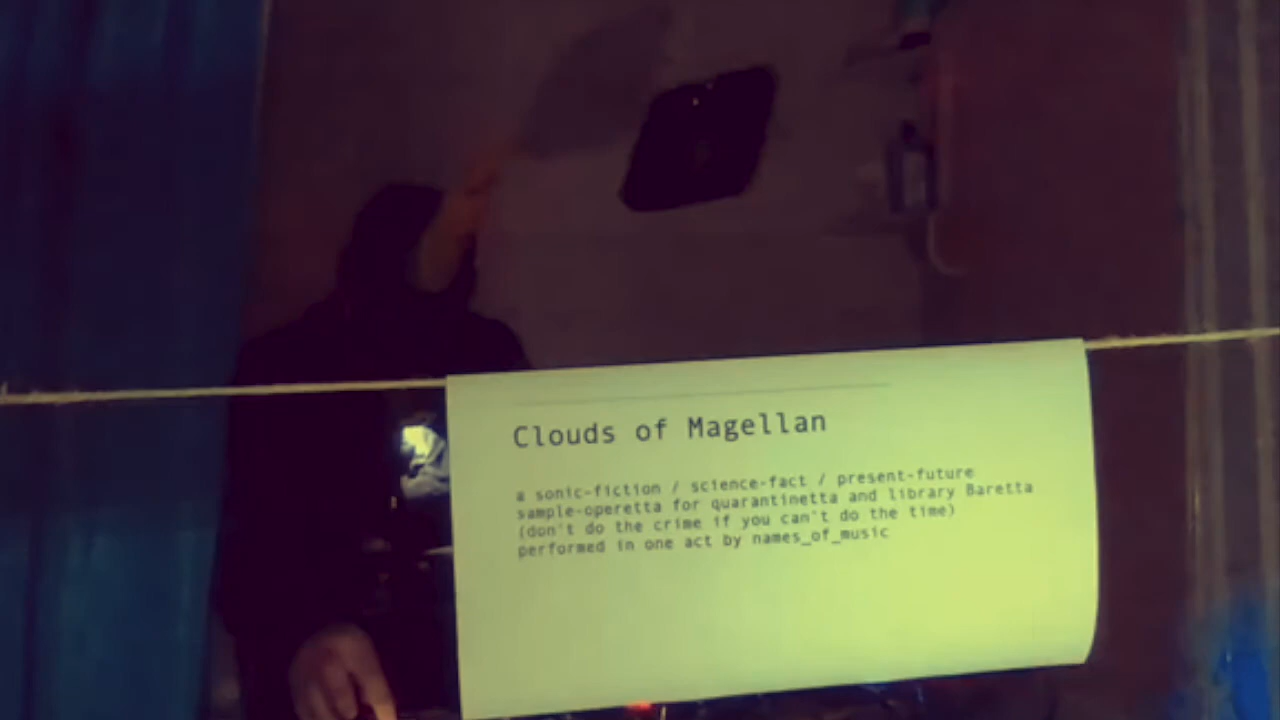 Clouds of Magellan
a sonic-fiction / science-fact / present-future
sample-operetta for quarantinetta and library Baretta
(don't do the crime if you can't do the time)
performed in one act by names_of_music